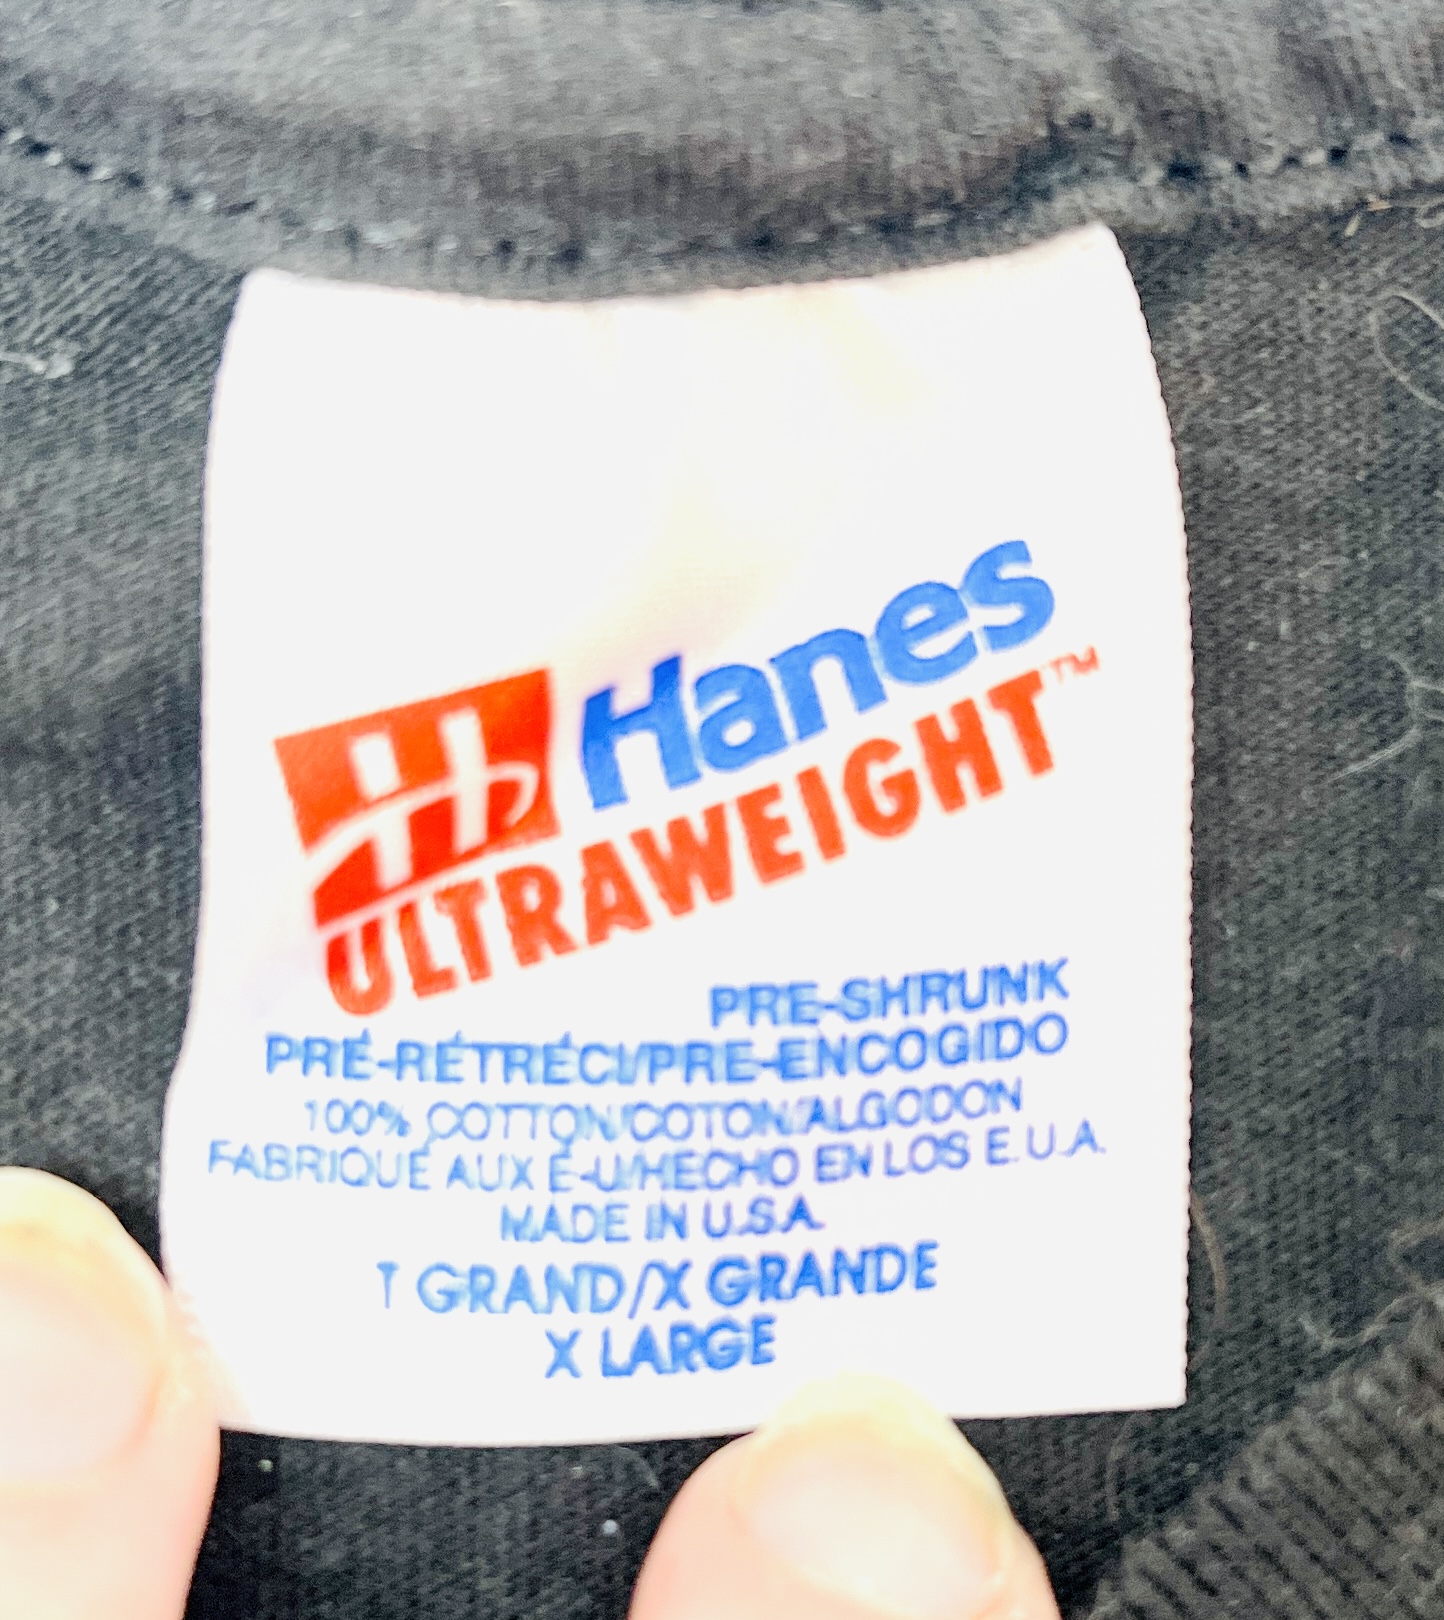 H Hanes
ULTRAWEIGHT™
PRE-SHRUNK
PRÉ-RÉTRÉCI/PRE-ENCOGIDO
100% COTTON/COTON/ALGODON
FABRIQUÉ AUX É-U/HECHO EN LOS E.U.A.
MADE IN U.S.A.
T GRAND/X GRANDE
X LARGE